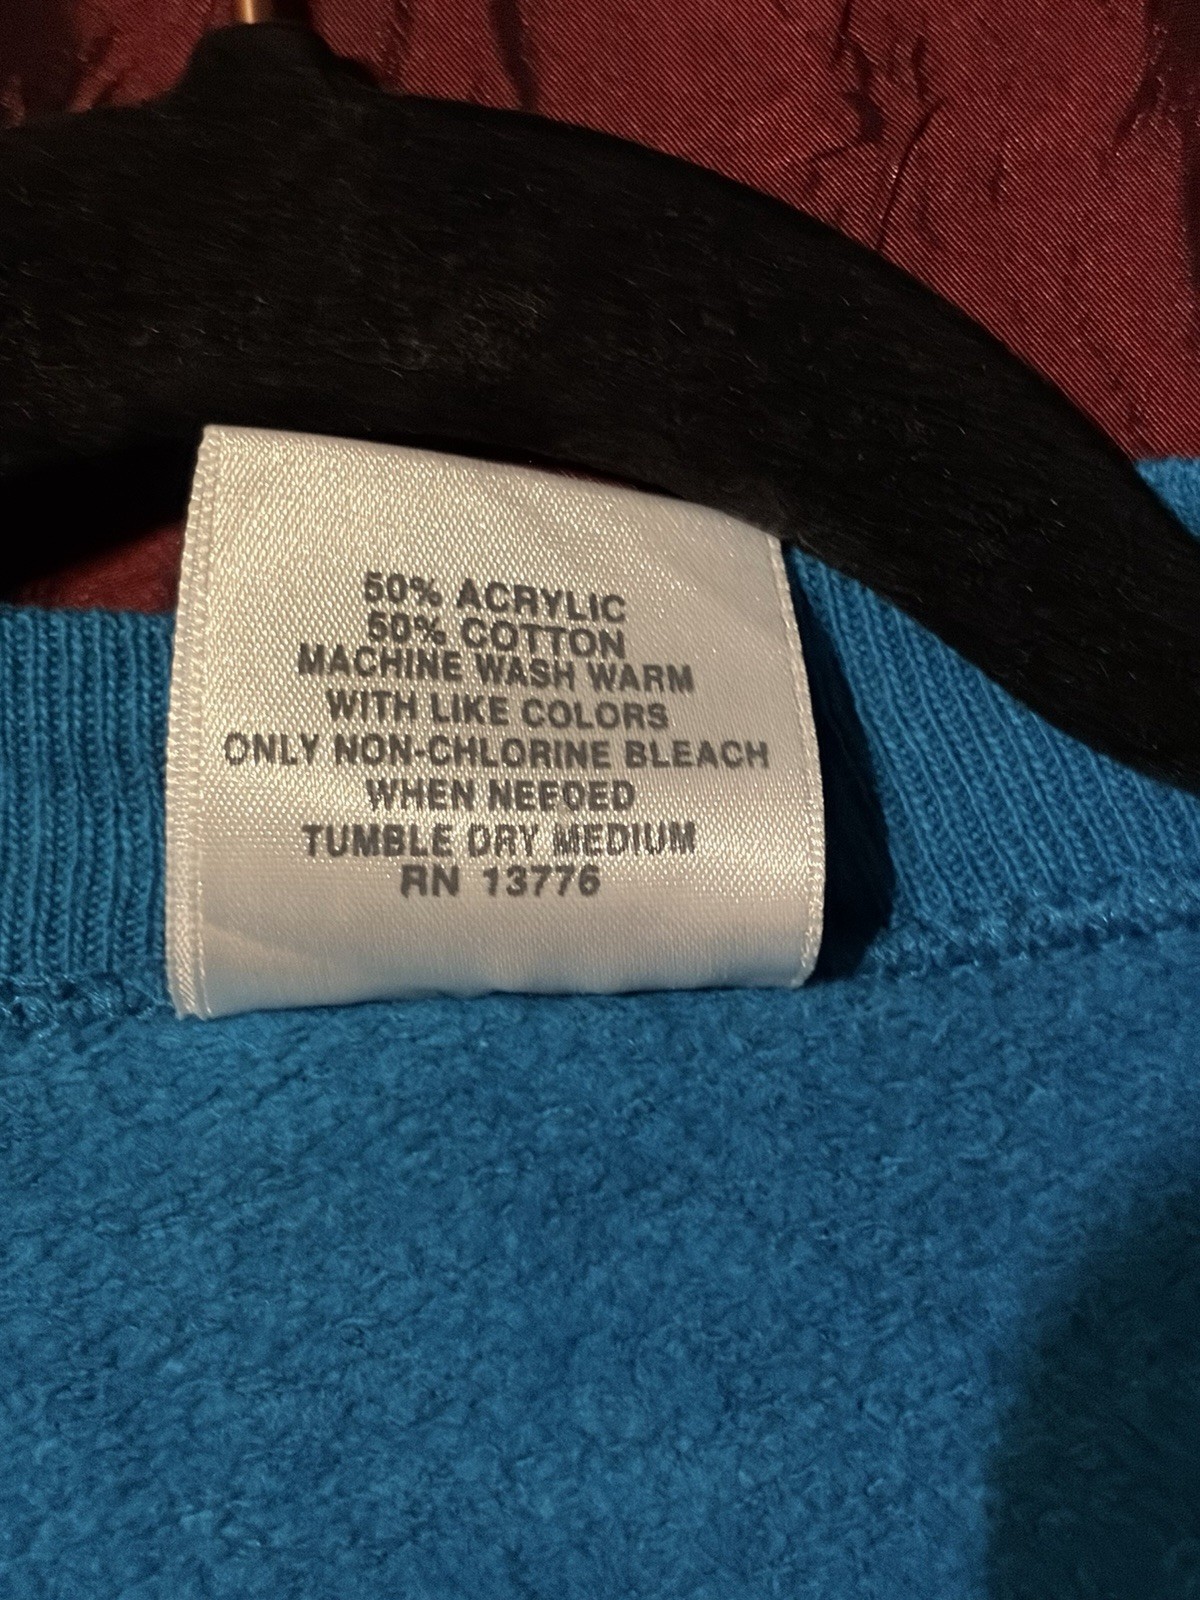 50% ACRYLIC
50% COTTON
MACHINE WASH WARM
WITH LIKE COLORS
ONLY NON-CHLORINE BLEACH
WHEN NEEDED
TUMBLE DRY MEDIUM
RN 13776